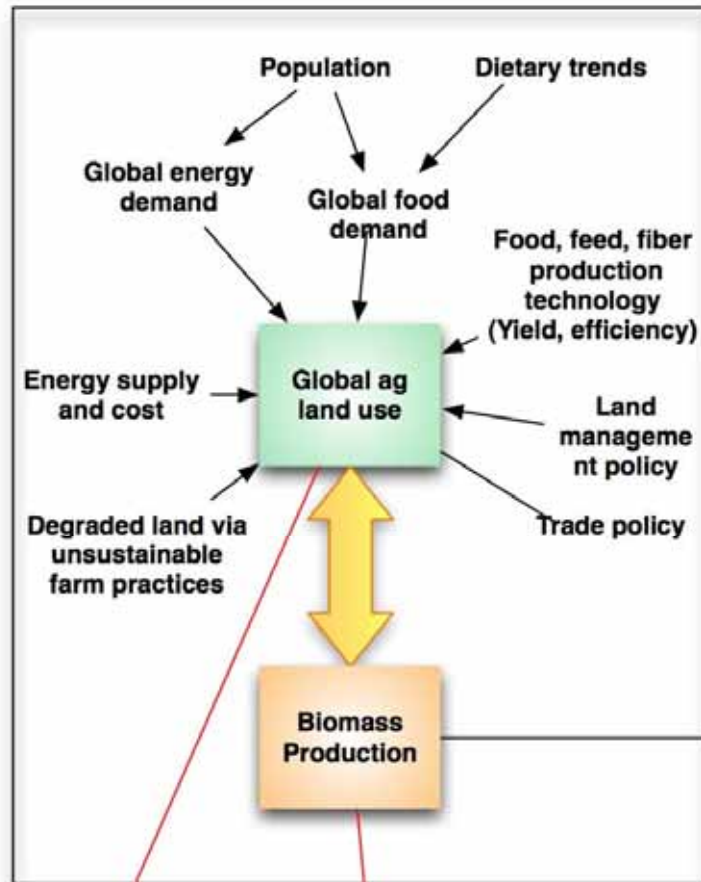 Population
Dietary trends
Global energy
demand
Global food
demand
Food, feed, fiber
production
technology
(Yield, efficiency)
Energy supply
and cost
Global ag
land use
Land
manageme
nt policy
Degraded land via
unsustainable
farm practices
Trade policy
Biomass
Production